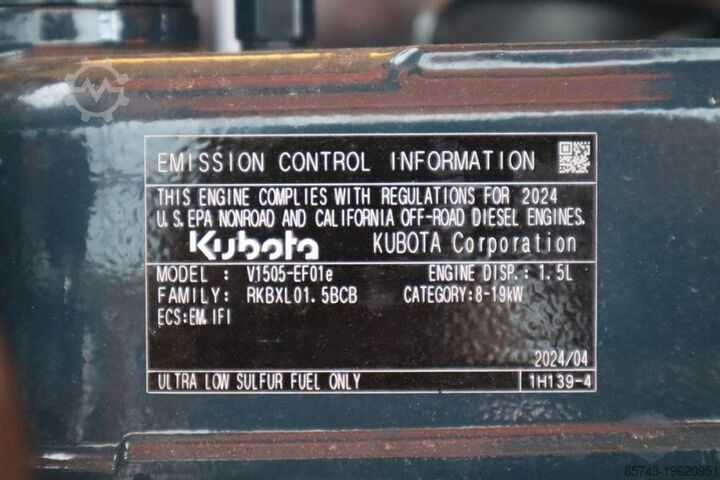 EMISSION CONTROL INFORMATION
THIS ENGINE COMPLIES WITH REGULATIONS FOR 2024
U.S.EPA NONROAD AND CALIFORNIA OFF-ROAD DIESEL ENGINES.
Kubota KUBOTA Corporation
MODEL : V1505-EF01e ENGINE DISP.: 1.5L
FAMILY: RKBXL01.5BCB CATEGORY:8-19kW
ECS:EM,IFI
2024/04
ULTRA LOW SULFUR FUEL ONLY 1H139-4
85743-19620951